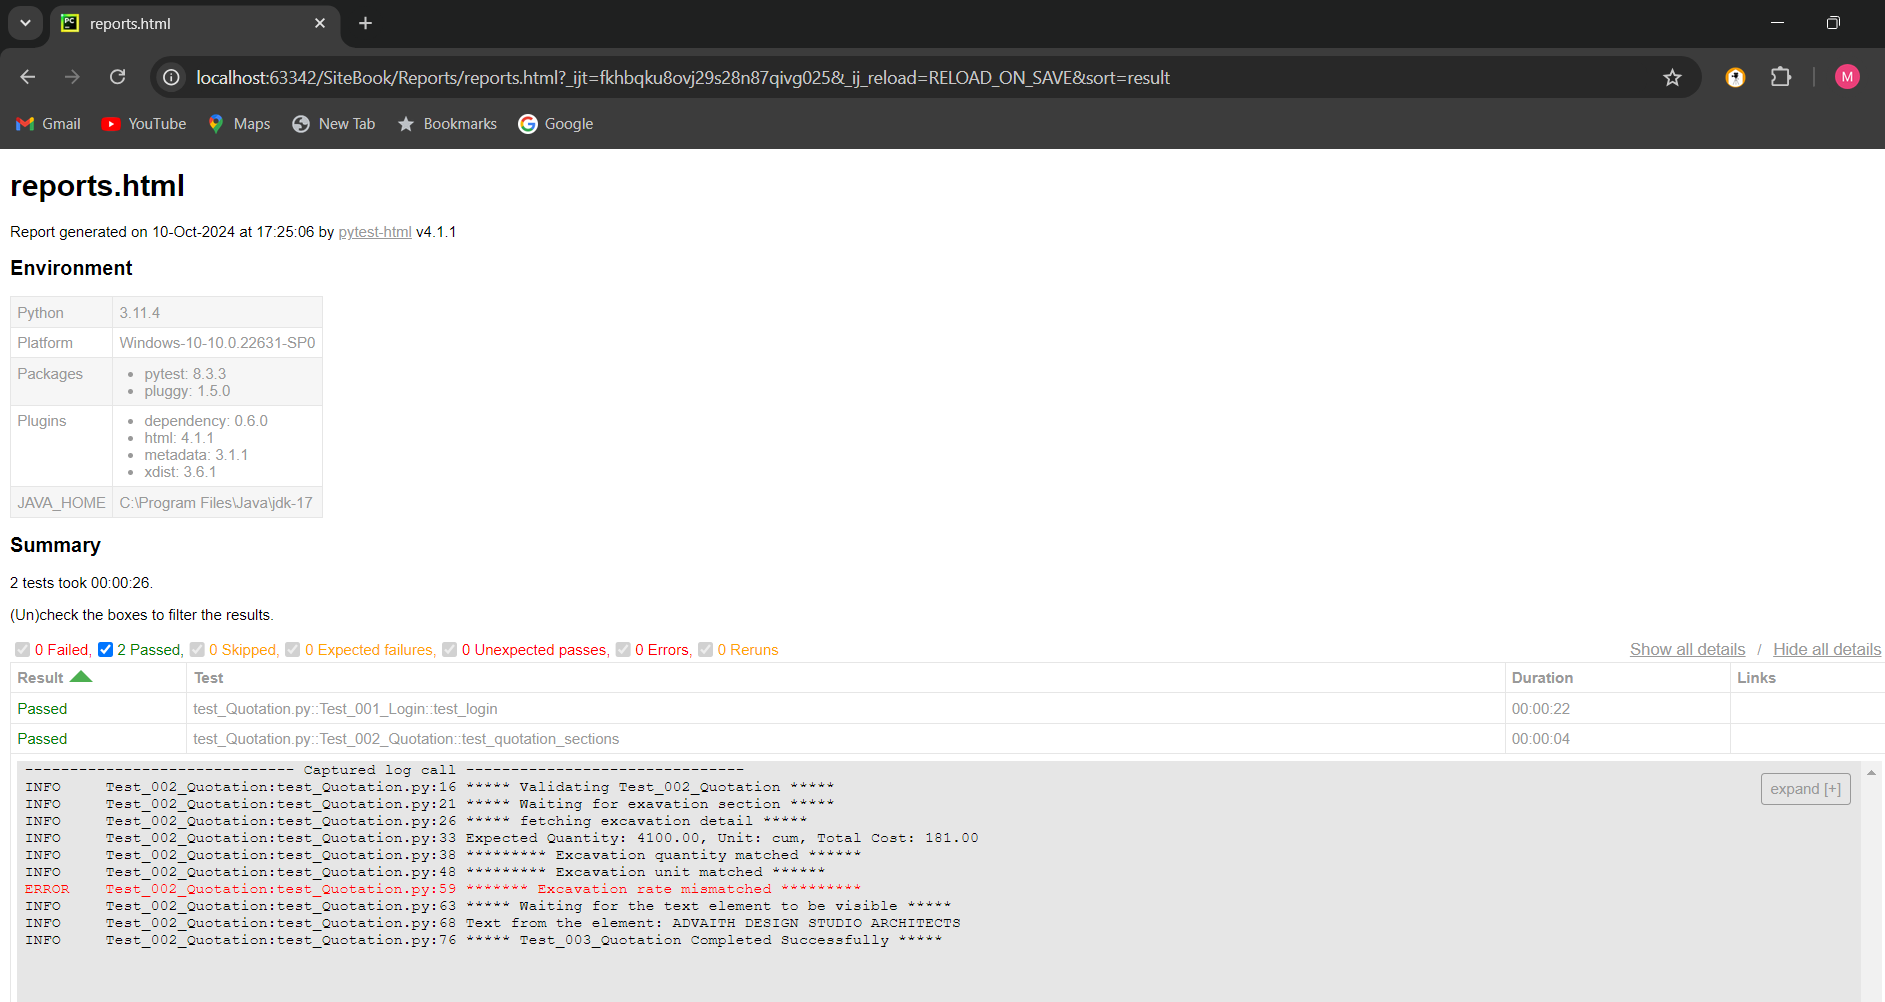 reports.html
localhost:63342/SiteBook/Reports/reports.html?_ijt=fkhbqku8ovj29s28n87qivg025&_ij_reload=RELOAD_ON_SAVE&sort=result
M
Gmail YouTube Maps New Tab Bookmarks Google
reports.html
Report generated on 10-Oct-2024 at 17:25:06 by pytest-html v4.1.1
Environment
Python 3.11.4
Platform Windows-10-10.0.22631-SP0
Packages
pytest: 8.3.3
pluggy: 1.5.0
Plugins
dependency: 0.6.0
html: 4.1.1
metadata: 3.1.1
xdist: 3.6.1
JAVA_HOME C:\Program Files\Java\jdk-17
Summary
2 tests took 00:00:26.
(Un)check the boxes to filter the results.
0 Failed, 2 Passed, 0 Skipped, 0 Expected failures, 0 Unexpected passes, 0 Errors, 0 Reruns Show all details / Hide all details
Result Test Duration Links
Passed test_Quotation.py::Test_001_Login::test_login 00:00:22
Passed test_Quotation.py::Test_002_Quotation::test_quotation_sections 00:00:04
------------------------------ Captured log call -------------------------------
expand [+]
INFO Test_002_Quotation:test_Quotation.py:16 ***** Validating Test_002_Quotation *****
INFO Test_002_Quotation:test_Quotation.py:21 ***** Waiting for exavation section *****
INFO Test_002_Quotation:test_Quotation.py:26 ***** fetching excavation detail *****
INFO Test_002_Quotation:test_Quotation.py:33 Expected Quantity: 4100.00, Unit: cum, Total Cost: 181.00
INFO Test_002_Quotation:test_Quotation.py:38 ********* Excavation quantity matched ******
INFO Test_002_Quotation:test_Quotation.py:48 ********* Excavation unit matched ******
ERROR Test_002_Quotation:test_Quotation.py:59 ******* Excavation rate mismatched *********
INFO Test_002_Quotation:test_Quotation.py:63 ***** Waiting for the text element to be visible *****
INFO Test_002_Quotation:test_Quotation.py:68 Text from the element: ADVAITH DESIGN STUDIO ARCHITECTS
INFO Test_002_Quotation:test_Quotation.py:76 ***** Test_003_Quotation Completed Successfully *****